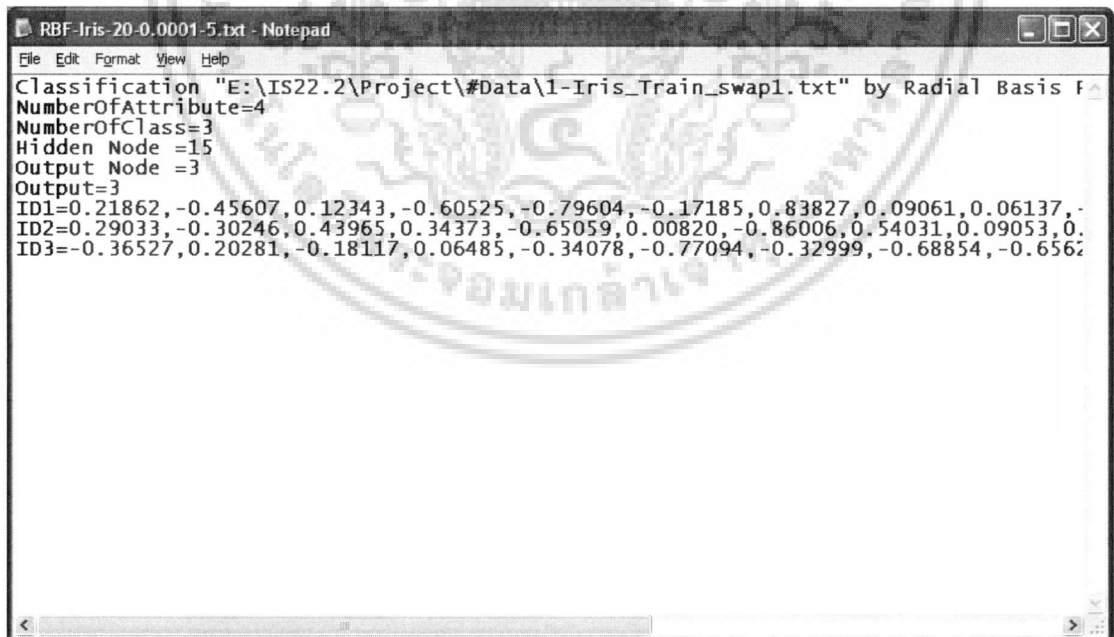 RBF-Iris-20-0.0001-5.txt - Notepad
File Edit Format View Help
Classification "E:\IS22.2\Project\#Data\1-Iris_Train_swap1.txt" by Radial Basis
NumberOfAttribute=4
NumberOfClass=3
Hidden Node =15
Output Node =3
Output=3
ID1=0.21862,-0.45607,0.12343,-0.60525,-0.79604,-0.17185,0.83827,0.09061,0.06137,-
ID2=0.29033,-0.30246,0.43965,0.34373,-0.65059,0.00820,-0.86006,0.54031,0.09053,0.
ID3=-0.36527,0.20281,-0.18117,0.06485,-0.34078,-0.77094,-0.32999,-0.68854,-0.656